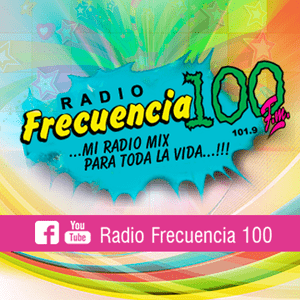 RADIO
Frecuencia 100 F.m.
101.9
...MI RADIO MIX
PARA TODA LA VIDA...!!!
f You Tube Radio Frecuencia 100